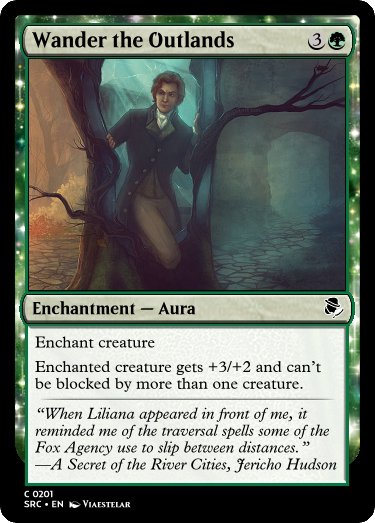 Wander the Outlands 3
Enchantment — Aura
Enchant creature
Enchanted creature gets +3/+2 and can't
be blocked by more than one creature.
“When Liliana appeared in front of me, it
reminded me of the traversal spells some of the
Fox Agency use to slip between distances.”
—A Secret of the River Cities, Jericho Hudson
C 0201
SRC • EN Viaestelar